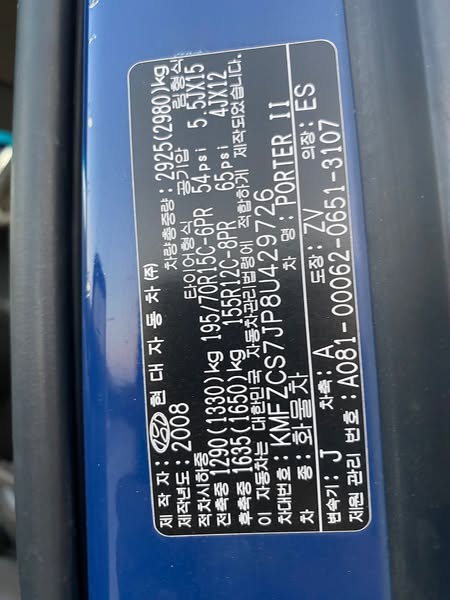 제 작 자: 현 대 자 동 차 (주)
제작년도: 2008 차량총중량: 2925(2980)kg
적차시하중 타이어형식 공기압 림형식
전축중 1290(1330)kg 195/70R15C-6PR 54psi 5.5JX15
후축중 1635(1650)kg 155R12C-8PR 65psi 4JX12
이 자동차는 대한민국 자동차관리법령에 적합하게 제작되었습니다.
차대번호: KMFZCS7JP8U429726
차 종: 화물차 차 명: PORTER II
변속기: J 차축: A 도장: ZV 의장: ES
제원 관리 번호: A081-00062-0651-3107